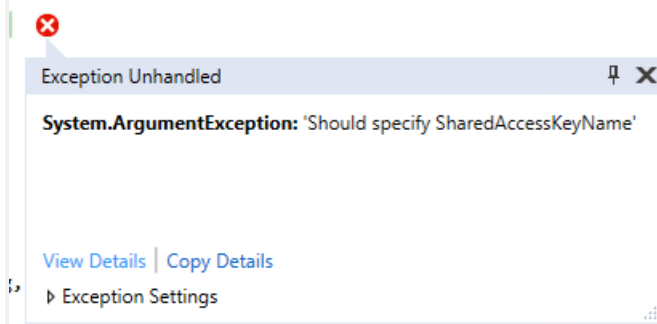 Exception Unhandled
System.ArgumentException: 'Should specify SharedAccessKeyName'
View Details | Copy Details
Exception Settings